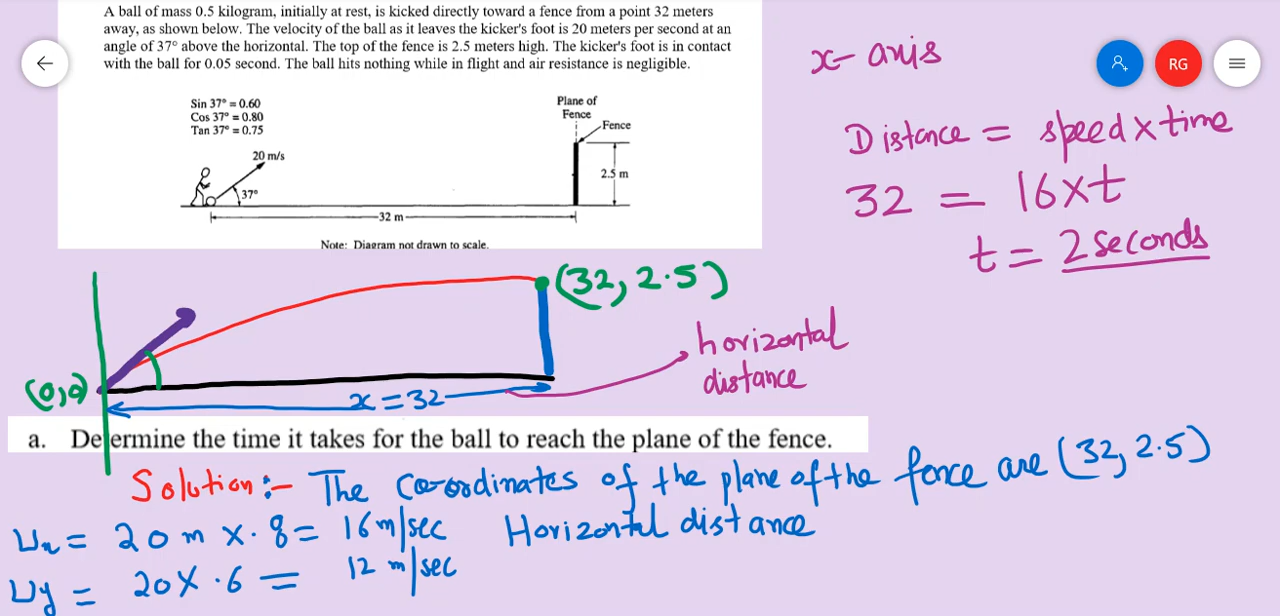 A ball of mass 0.5 kilogram, initially at rest, is kicked directly toward a fence from a point 32 meters
away, as shown below. The velocity of the ball as it leaves the kicker's foot is 20 meters per second at an
angle of 37° above the horizontal. The top of the fence is 2.5 meters high. The kicker's foot is in contact
with the ball for 0.05 second. The ball hits nothing while in flight and air resistance is negligible.
x-axis
RG
Sin 37° = 0.60
Cos 37° = 0.80
Tan 37° = 0.75
20 m/s
37°
Plane of
Fence
Fence
2.5 m
32 m
Note: Diagram not drawn to scale.
Distance = speed x time
32 = 16 x t
t = 2 seconds
(32, 2.5)
(0,0)
x = 32
horizontal
distance
a. Determine the time it takes for the ball to reach the plane of the fence.
Solution :- The co-ordinates of the plane of the fence are (32, 2.5)
Ux = 20 m x .8 = 16 m/sec Horizontal distance
Uy = 20 x .6 = 12 m/sec